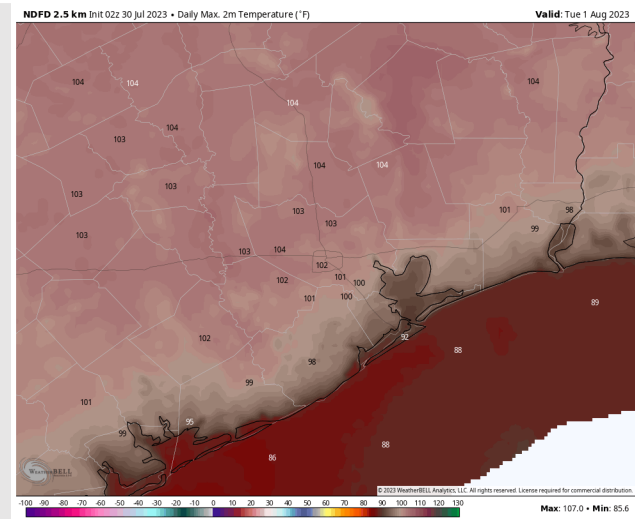 NDFD 2.5 km Init 02z 30 Jul 2023 • Daily Max. 2m Temperature (°F) Valid: Tue 1 Aug 2023
104 104 104
104
103 104
104 104
103 103
103 101 98
103 99
103
103 104
102
102 101 100
101 100
89
102 92
88
98
99
101
95
99
88
86
WeatherBELL
© 2023 WeatherBELL Analytics, LLC. All rights reserved. License required for commercial distribution.
-100 -90 -80 -70 -60 -50 -40 -30 -20 -10 0 10 20 30 40 50 60 70 80 90 100 110 120 130
Max: 107.0 • Min: 85.6